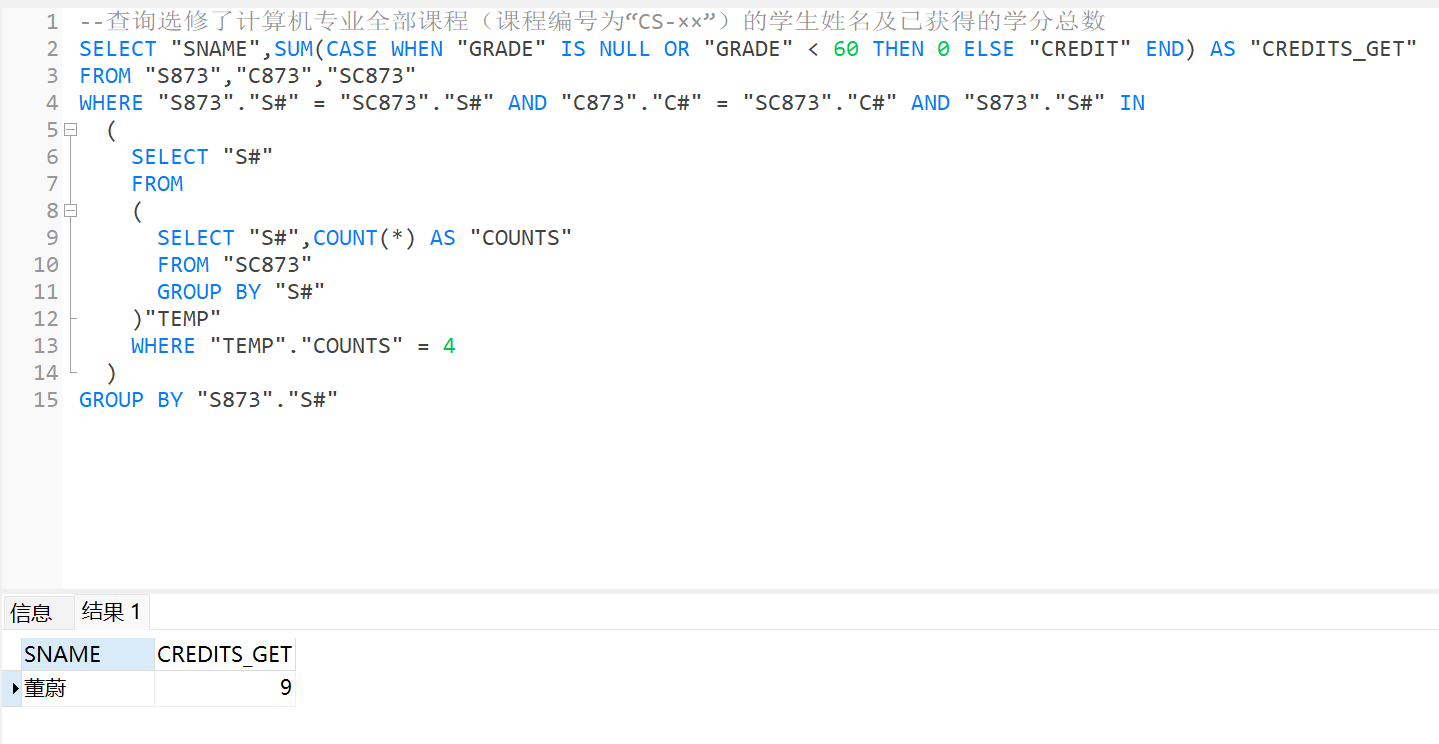 1 --查询选修了计算机专业全部课程（课程编号为“CS-××”）的学生姓名及已获得的学分总数
2 SELECT "SNAME",SUM(CASE WHEN "GRADE" IS NULL OR "GRADE" < 60 THEN 0 ELSE "CREDIT" END) AS "CREDITS_GET"
3 FROM "S873","C873","SC873"
4 WHERE "S873"."S#" = "SC873"."S#" AND "C873"."C#" = "SC873"."C#" AND "S873"."S#" IN
5 (
6 SELECT "S#"
7 FROM
8 (
9 SELECT "S#",COUNT(*) AS "COUNTS"
10 FROM "SC873"
11 GROUP BY "S#"
12 )"TEMP"
13 WHERE "TEMP"."COUNTS" = 4
14 )
15 GROUP BY "S873"."S#"
信息 结果 1
SNAME CREDITS_GET
董蔚 9